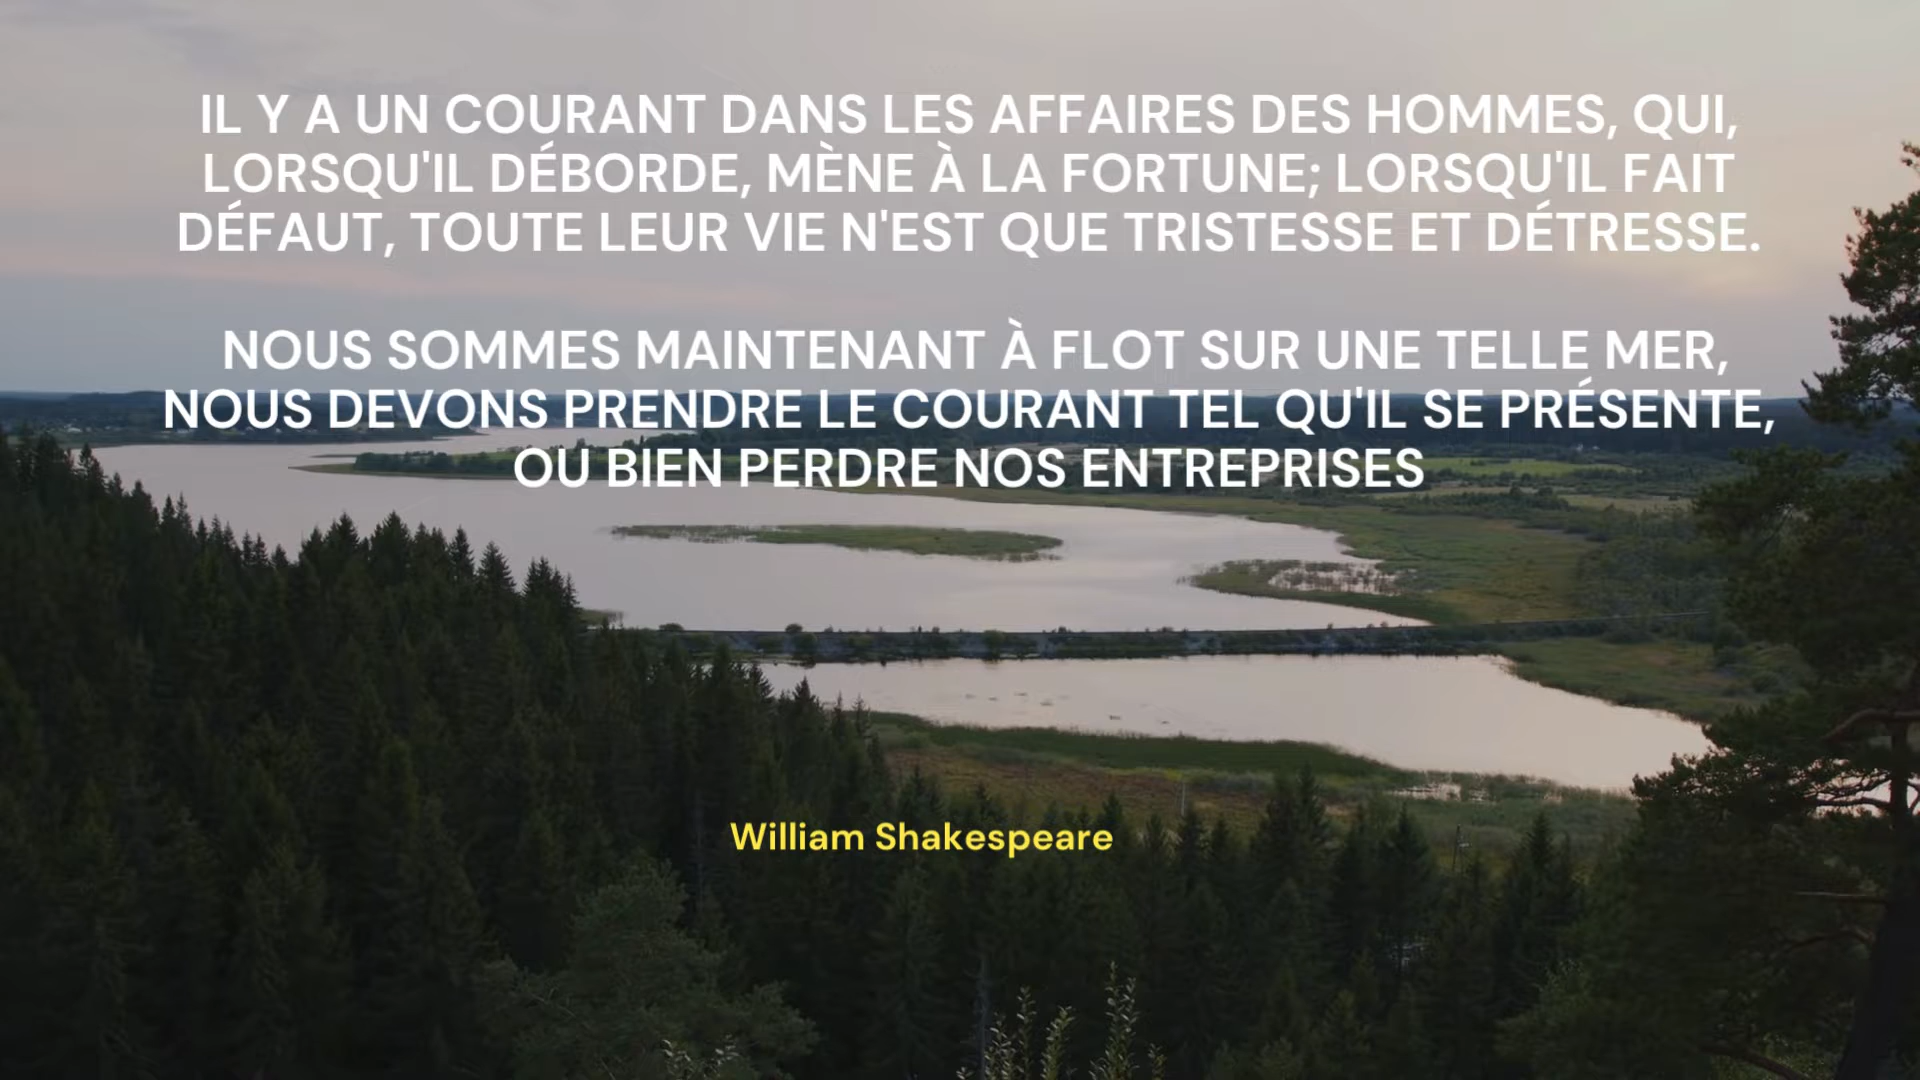 IL Y A UN COURANT DANS LES AFFAIRES DES HOMMES, QUI,
LORSQU'IL DÉBORDE, MÈNE À LA FORTUNE; LORSQU'IL FAIT
DÉFAUT, TOUTE LEUR VIE N'EST QUE TRISTESSE ET DÉTRESSE.
NOUS SOMMES MAINTENANT À FLOT SUR UNE TELLE MER,
NOUS DEVONS PRENDRE LE COURANT TEL QU'IL SE PRÉSENTE,
OU BIEN PERDRE NOS ENTREPRISES
William Shakespeare